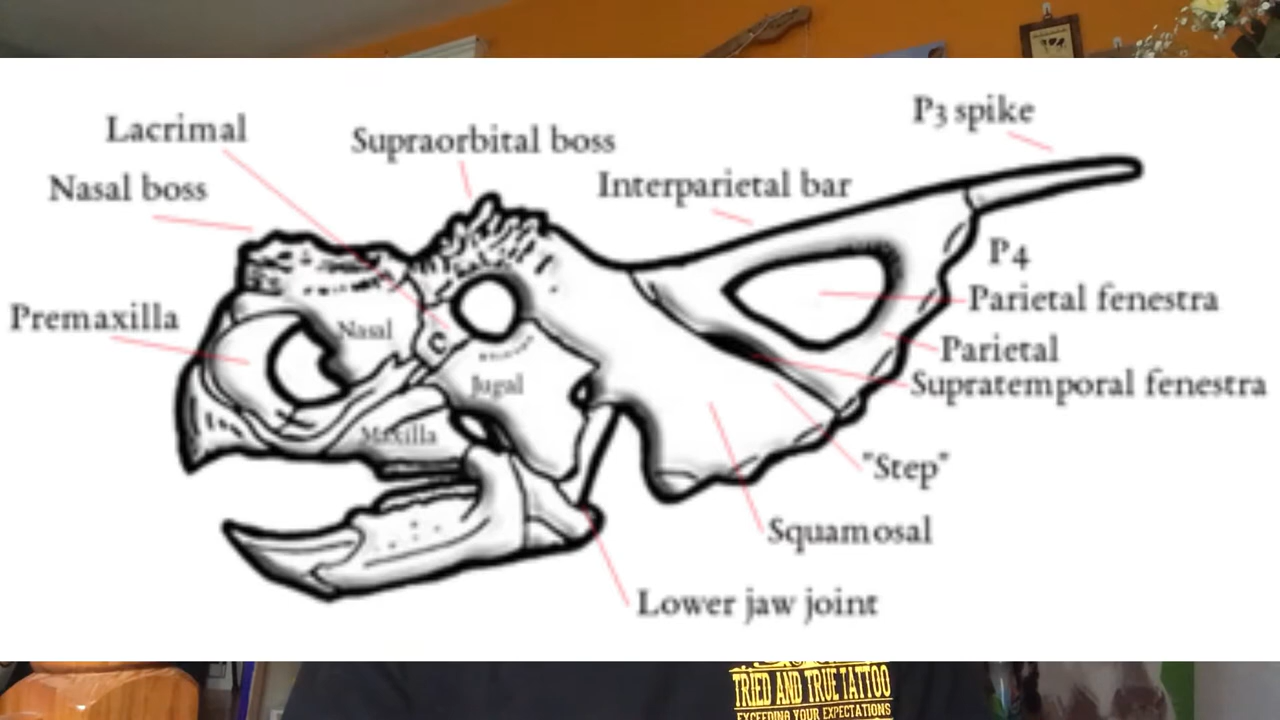 Lacrimal
Supraorbital boss
P3 spike
Nasal boss
Interparietal bar
P4
Premaxilla
Nasal
Parietal fenestra
Parietal
Jugal
Supratemporal fenestra
Maxilla
"Step"
Squamosal
Lower jaw joint
TRIED AND TRUE TATTOO
EXCEEDING YOUR EXPECTATIONS